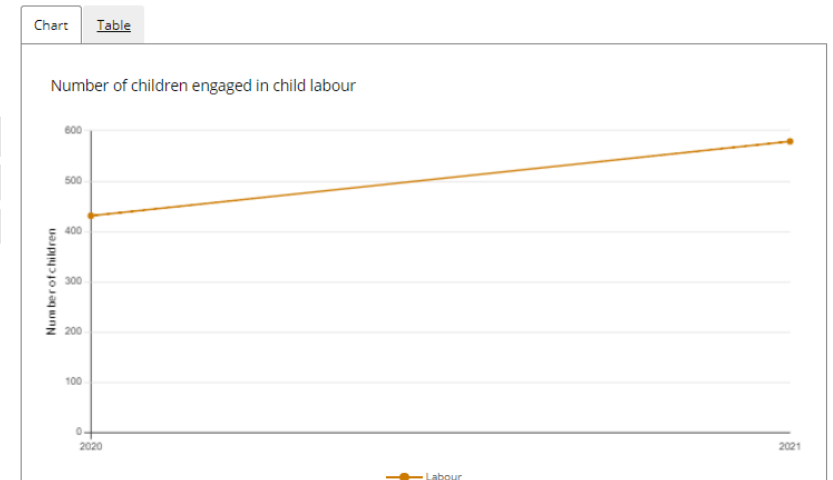 Chart Table
Number of children engaged in child labour
600
500
400
300
200
100
0
Number of children
2020 2021
Labour